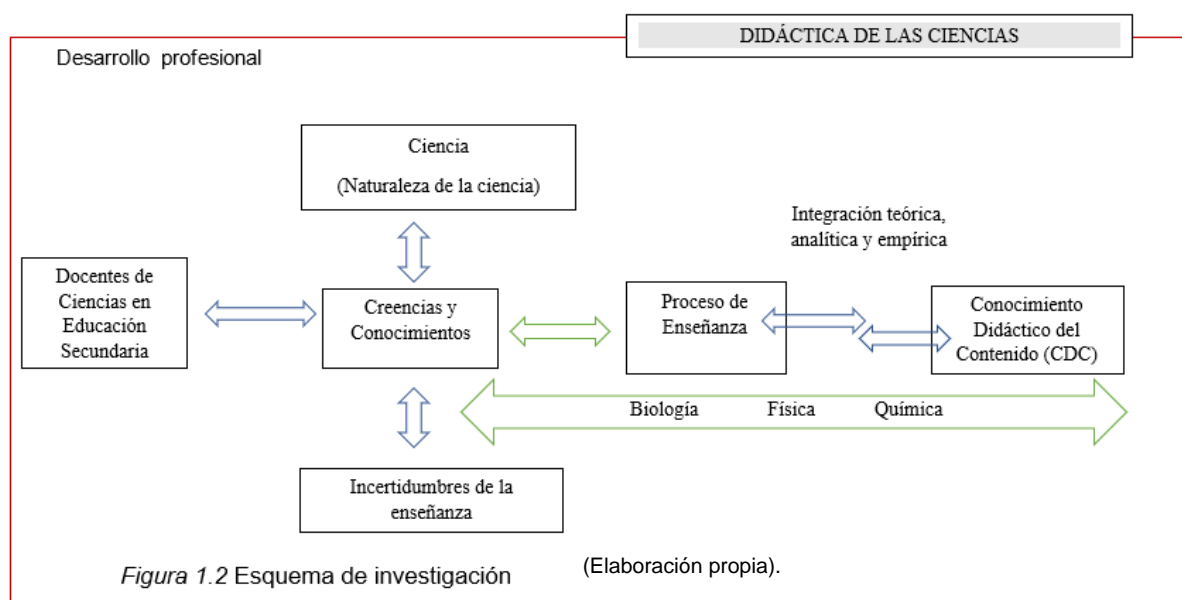 DIDÁCTICA DE LAS CIENCIAS
Desarrollo profesional
Ciencia
(Naturaleza de la ciencia)
Integración teórica,
analítica y empírica
Docentes de
Ciencias en
Educación
Secundaria
Creencias y
Conocimientos
Proceso de
Enseñanza
Conocimiento
Didáctico del
Contenido (CDC)
Biología Física Química
Incertidumbres de la
enseñanza
Figura 1.2 Esquema de investigación (Elaboración propia).